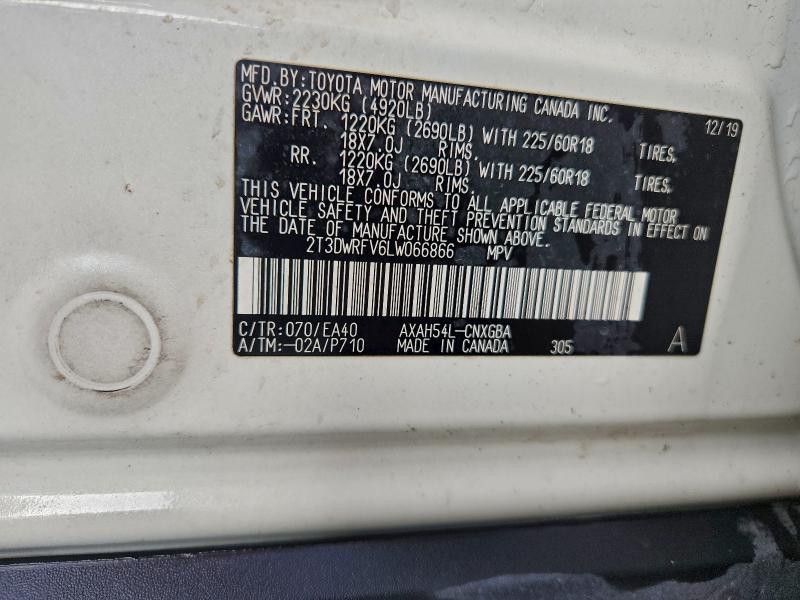 MFD.BY:TOYOTA MOTOR MANUFACTURING CANADA INC.
GVWR:2230KG (4920LB) 12/19
GAWR:FRT. 1220KG (2690LB) WITH 225/60R18 TIRES,
18X7.0J RIMS.
RR. 1220KG (2690LB) WITH 225/60R18 TIRES,
18X7.0J RIMS.
THIS VEHICLE CONFORMS TO ALL APPLICABLE FEDERAL MOTOR
VEHICLE SAFETY AND THEFT PREVENTION STANDARDS IN EFFECT ON
THE DATE OF MANUFACTURE SHOWN ABOVE.
2T3DWRFV6LW066866 MPV
C/TR:070/EA40 AXAH54L-CNXGBA
A/TM:-02A/P710 MADE IN CANADA 305 A